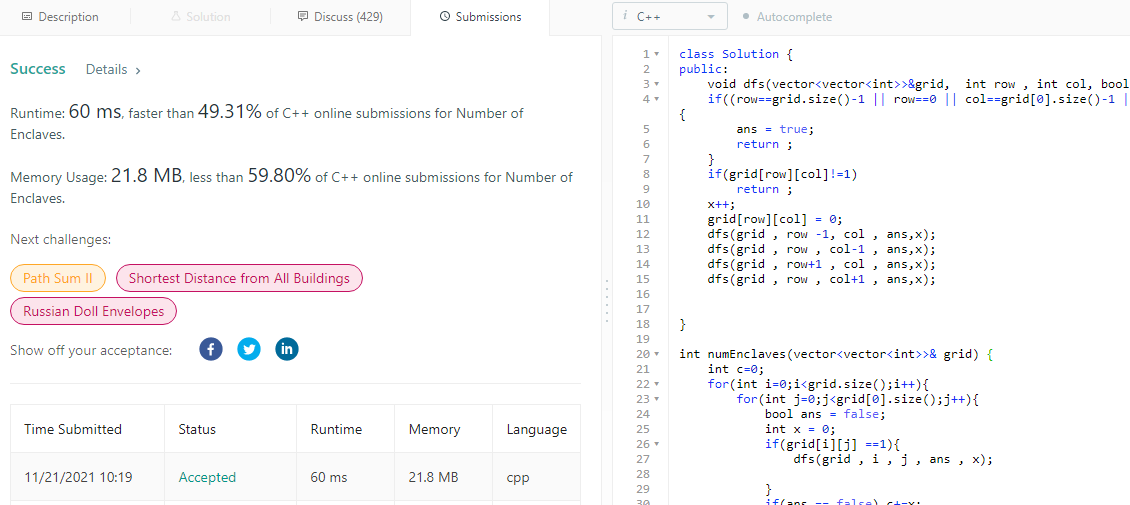 Description
Solution
Discuss (429)
Submissions
i C++
Autocomplete
Success Details >
Runtime: 60 ms, faster than 49.31% of C++ online submissions for Number of
Enclaves.
Memory Usage: 21.8 MB, less than 59.80% of C++ online submissions for Number of
Enclaves.
Next challenges:
Path Sum II
Shortest Distance from All Buildings
Russian Doll Envelopes
Show off your acceptance:
Time Submitted Status Runtime Memory Language
11/21/2021 10:19 Accepted 60 ms 21.8 MB cpp
1 class Solution {
2 public:
3 void dfs(vector<vector<int>>&grid, int row , int col, bool
4 if((row==grid.size()-1 || row==0 || col==grid[0].size()-1 |
{
5 ans = true;
6 return ;
7 }
8 if(grid[row][col]!=1)
9 return ;
10 x++;
11 grid[row][col] = 0;
12 dfs(grid , row -1, col , ans,x);
13 dfs(grid , row , col-1 , ans,x);
14 dfs(grid , row+1 , col , ans,x);
15 dfs(grid , row , col+1 , ans,x);
16
17
18 }
19
20 int numEnclaves(vector<vector<int>>& grid) {
21 int c=0;
22 for(int i=0;i<grid.size();i++){
23 for(int j=0;j<grid[0].size();j++){
24 bool ans = false;
25 int x = 0;
26 if(grid[i][j] ==1){
27 dfs(grid , i , j , ans , x);
28
29 }
30 if(ans == false) c+=x;